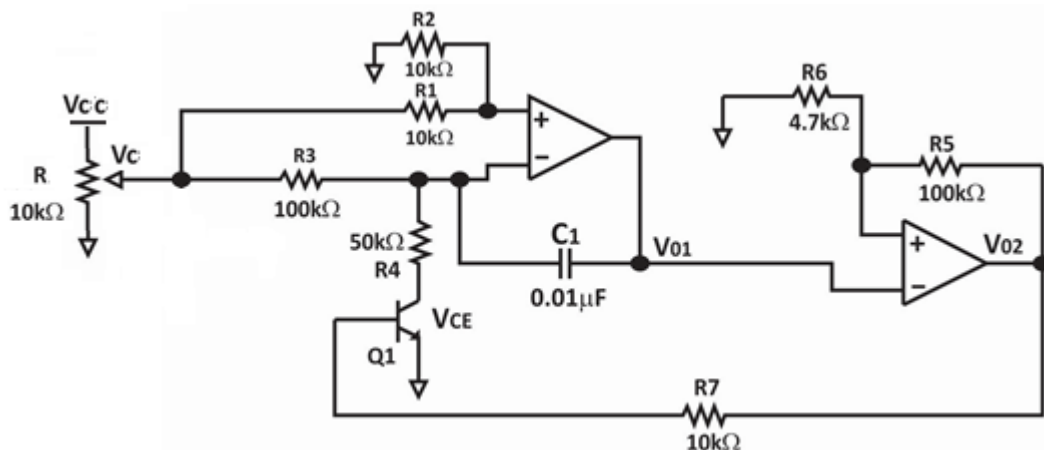 R2
10kΩ
R1
10kΩ
Vcc
Vc
R
10kΩ
R3
100kΩ
50kΩ
R4
C1
0.01μF
V01
VCE
Q1
R6
4.7kΩ
R5
100kΩ
V02
R7
10kΩ
+
−
+
−